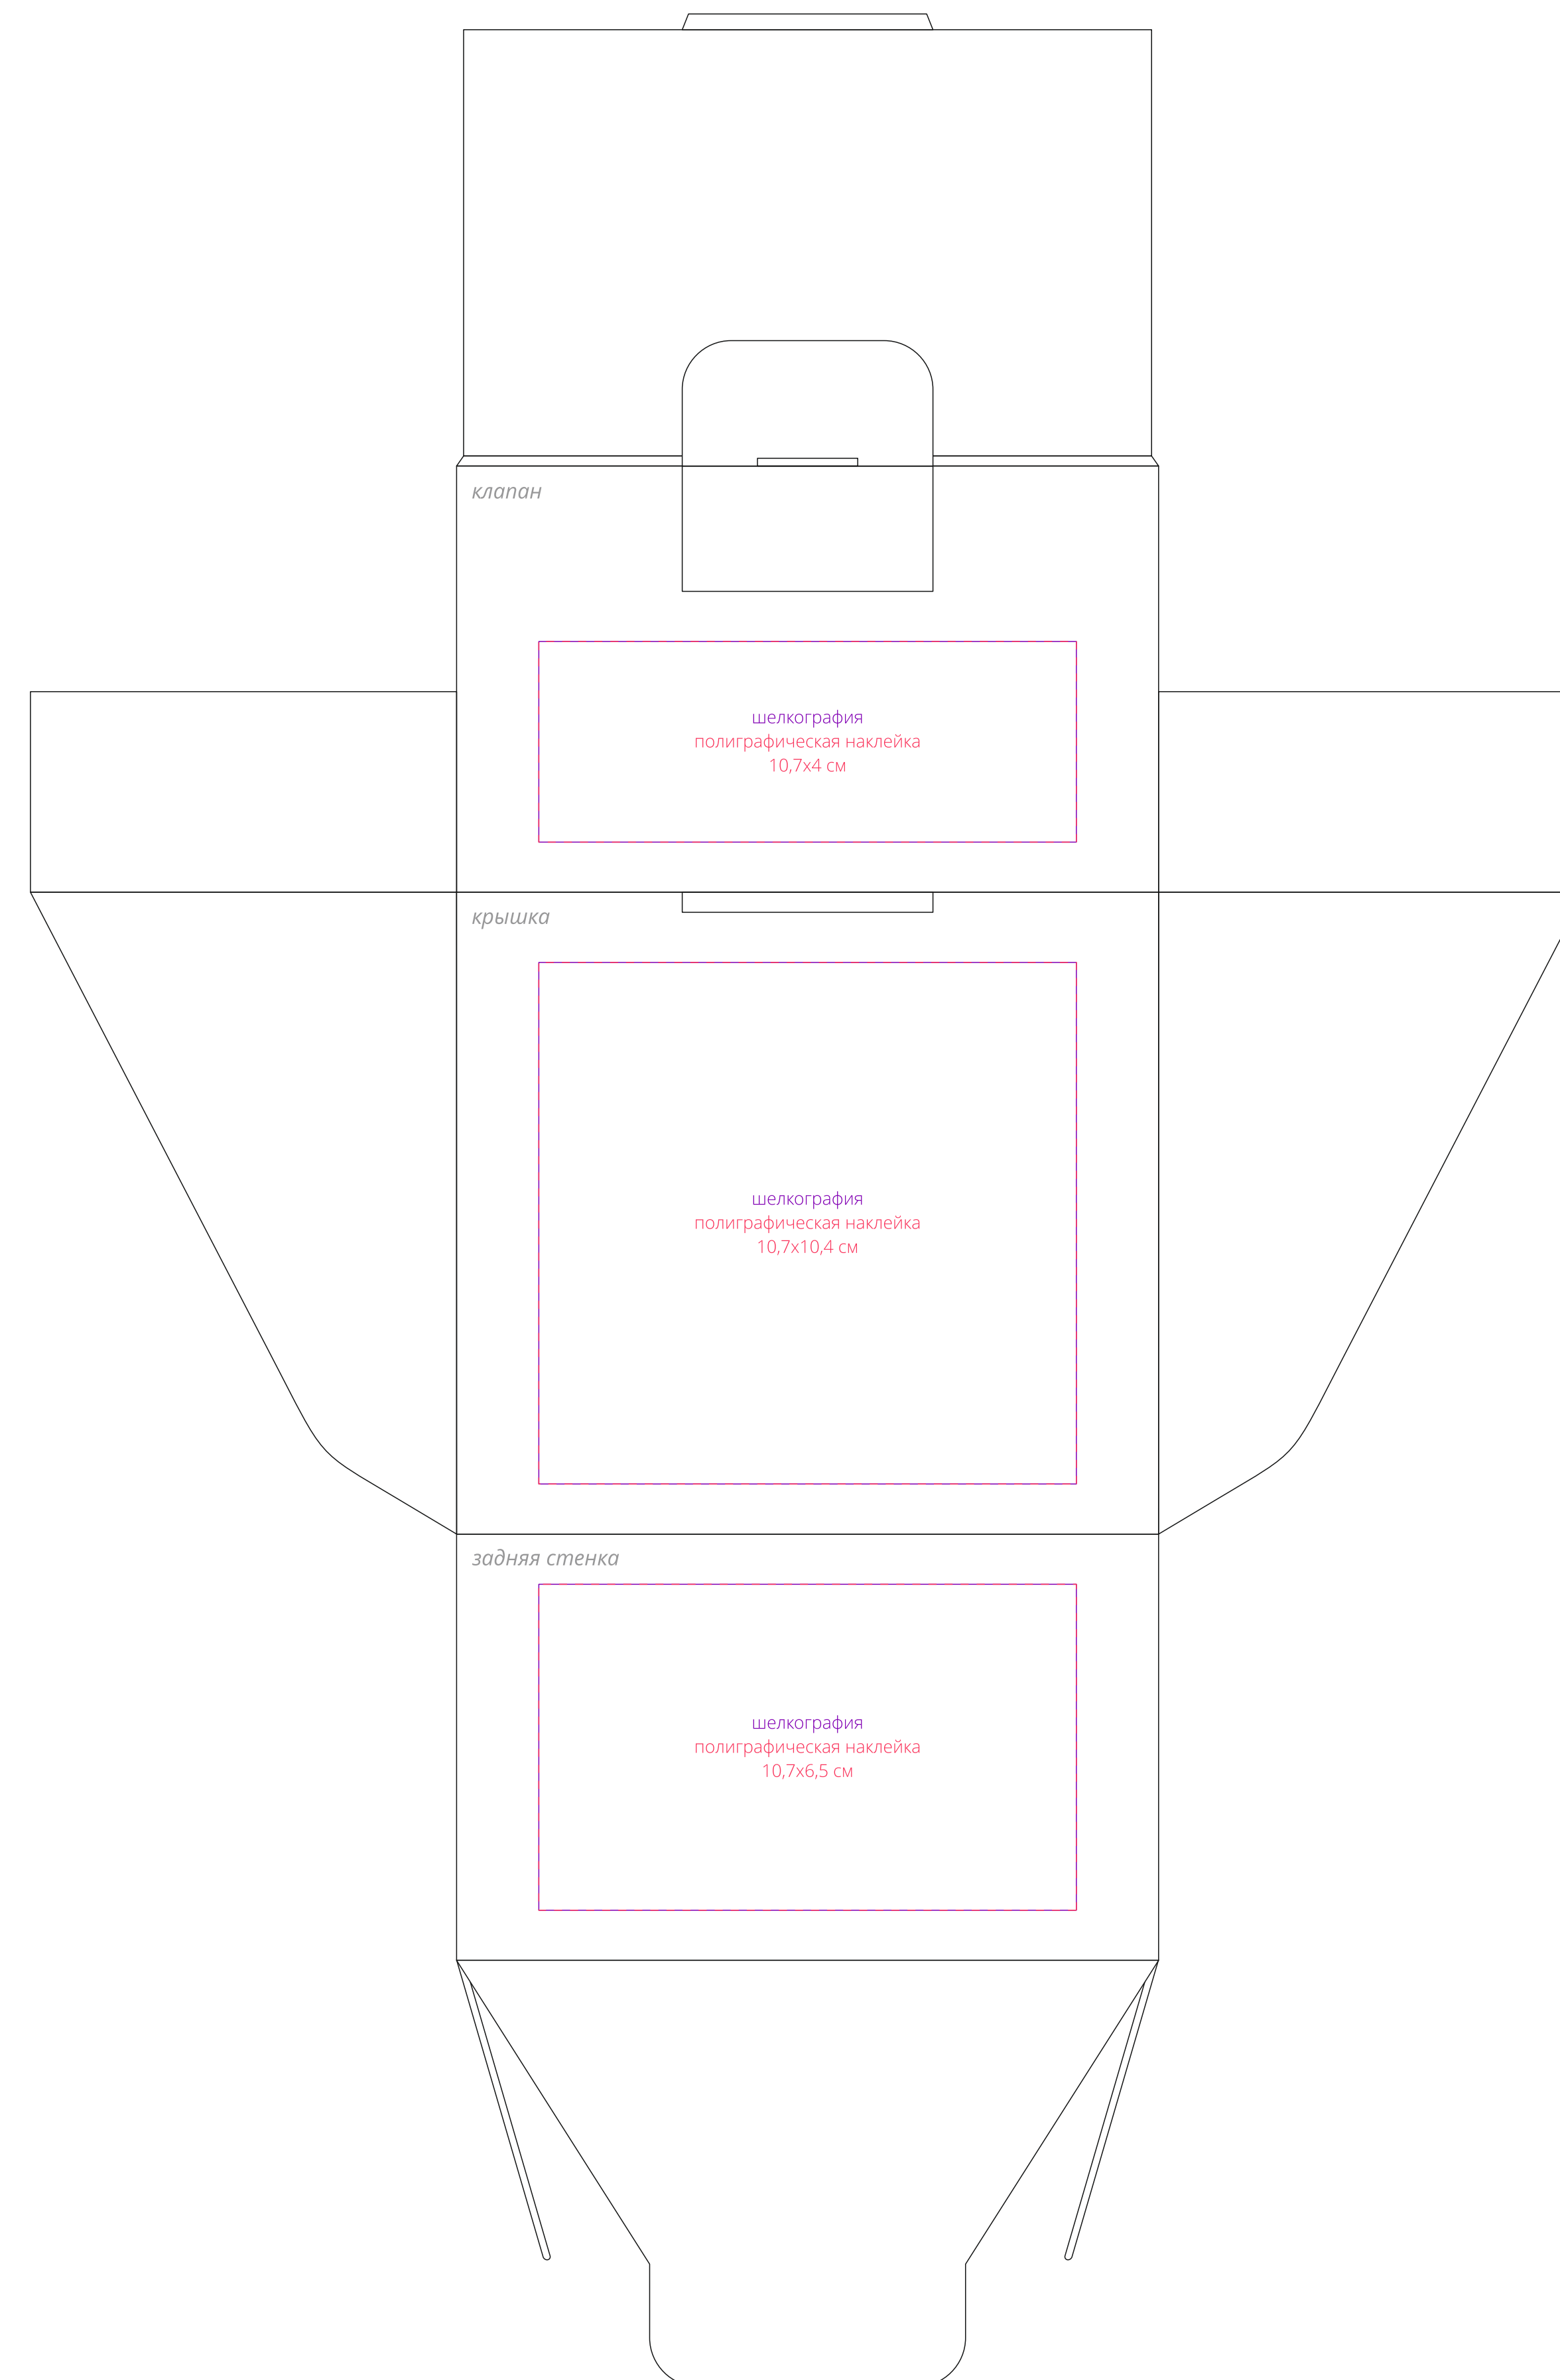 клапан
шелкография
полиграфическая наклейка
10,7х4 см
крышка
шелкография
полиграфическая наклейка
10,7х10,4 см
задняя стенка
шелкография
полиграфическая наклейка
10,7х6,5 см